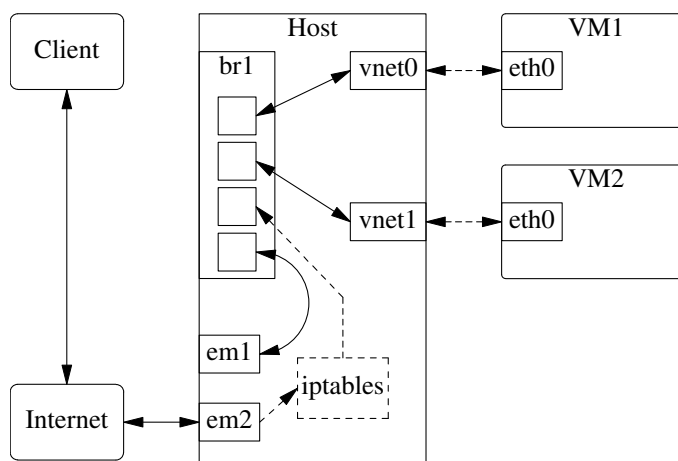 Client
Host
br1
vnet0
VM1
eth0
VM2
vnet1
eth0
em1
iptables
Internet
em2